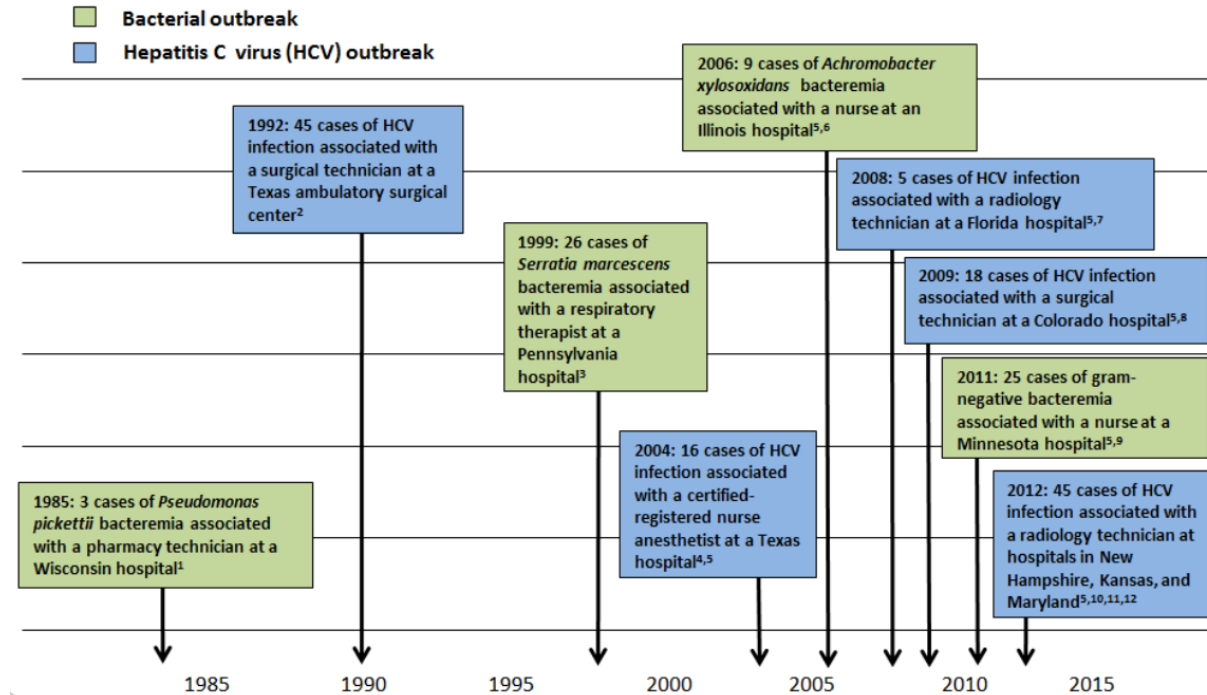 Bacterial outbreak
Hepatitis C virus (HCV) outbreak
1985: 3 cases of Pseudomonas
pickettii bacteremia associated
with a pharmacy technician at a
Wisconsin hospital¹
1992: 45 cases of HCV
infection associated with
a surgical technician at a
Texas ambulatory surgical
center²
1999: 26 cases of
Serratia marcescens
bacteremia associated
with a respiratory
therapist at a
Pennsylvania
hospital³
2004: 16 cases of HCV
infection associated
with a certified-
registered nurse
anesthetist at a Texas
hospital⁴,⁵
2006: 9 cases of Achromobacter
xylosoxidans bacteremia
associated with a nurse at an
Illinois hospital⁵,⁶
2008: 5 cases of HCV infection
associated with a radiology
technician at a Florida hospital⁵,⁷
2009: 18 cases of HCV infection
associated with a surgical
technician at a Colorado hospital⁵,⁸
2011: 25 cases of gram-
negative bacteremia
associated with a nurse at a
Minnesota hospital⁵,⁹
2012: 45 cases of HCV
infection associated with
a radiology technician at
hospitals in New
Hampshire, Kansas, and
Maryland⁵,¹⁰,¹¹,¹²
1985 1990 1995 2000 2005 2010 2015